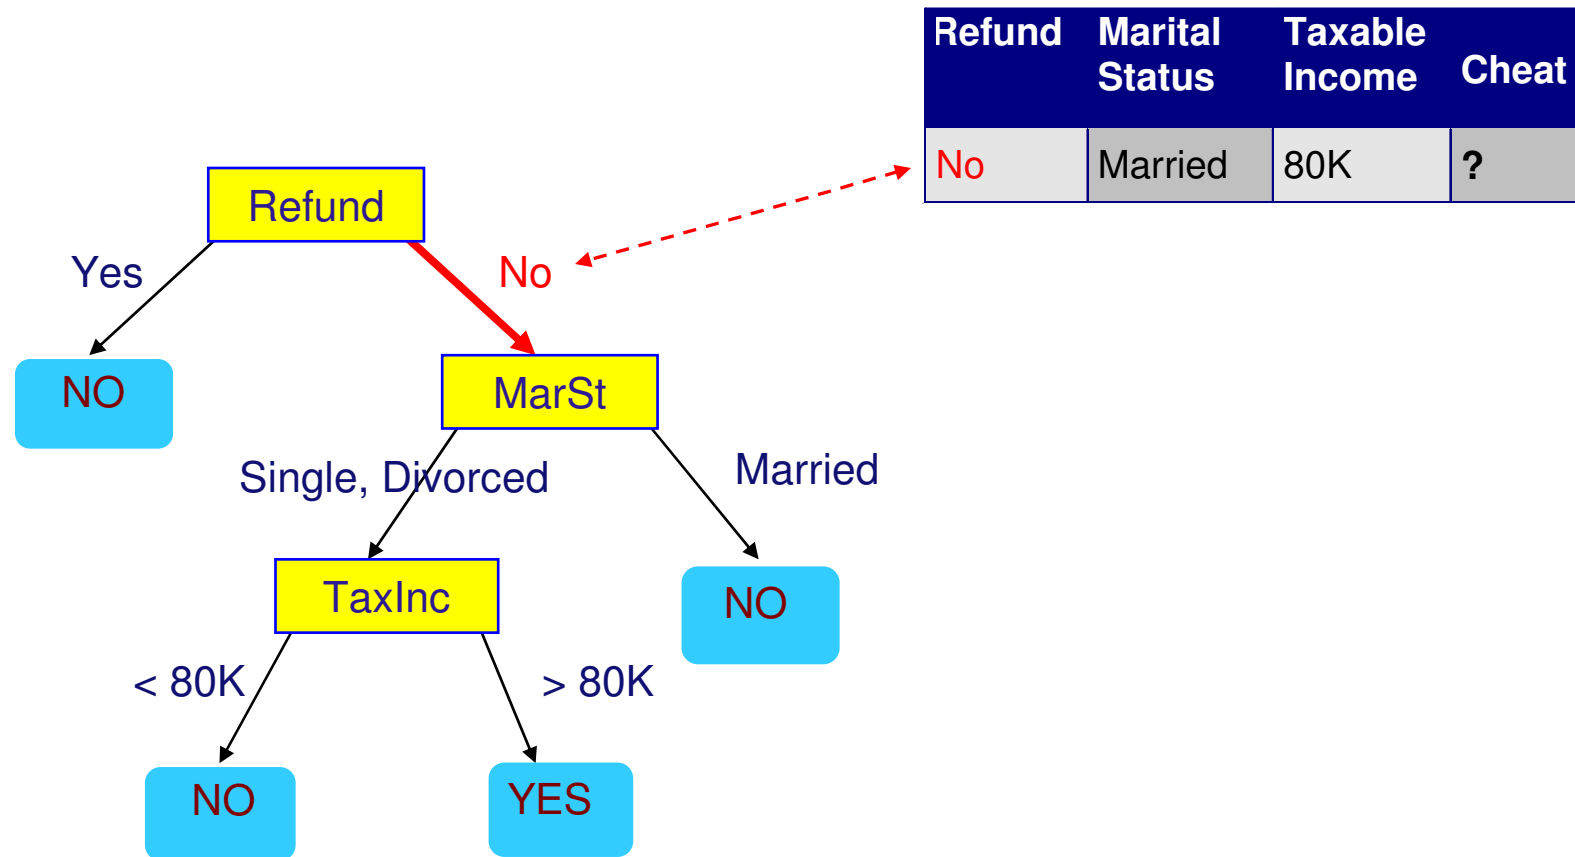 Refund Marital Status Taxable Income Cheat
No Married 80K ?
Refund
Yes No
NO
MarSt
Single, Divorced Married
TaxInc
NO
< 80K > 80K
NO YES